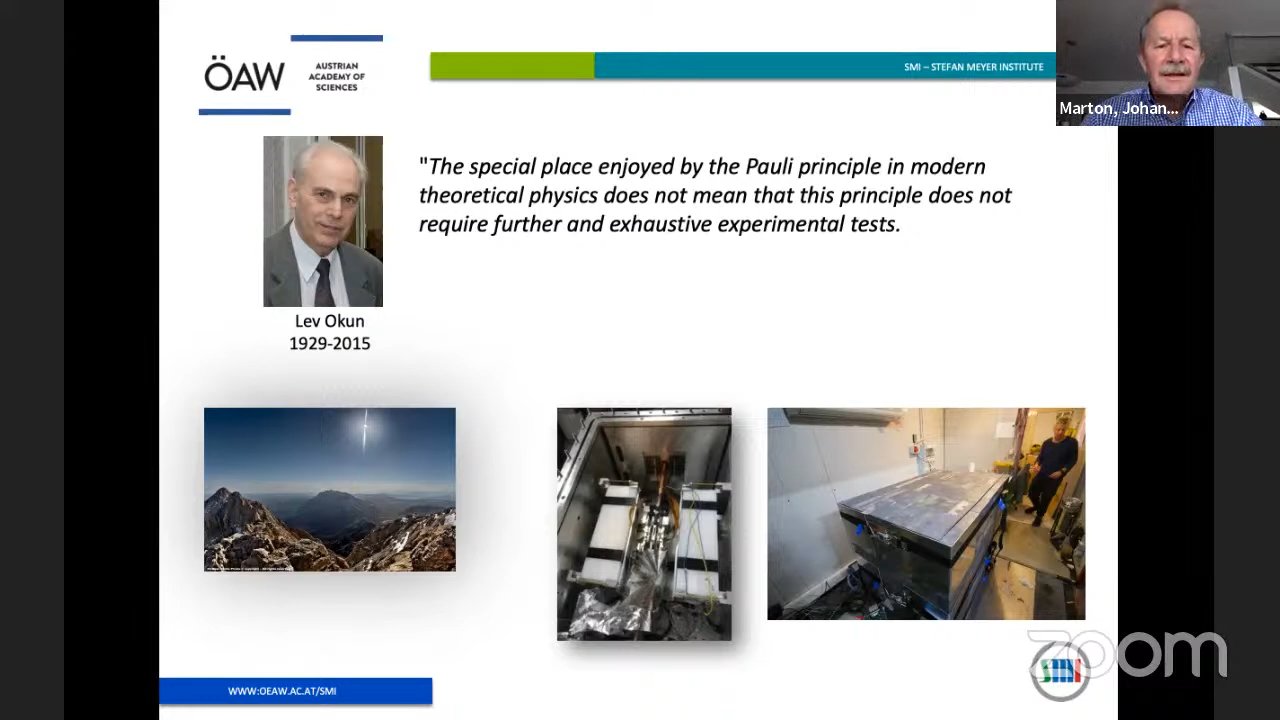 ÖAW
AUSTRIAN
ACADEMY OF
SCIENCES
SMI – STEFAN MEYER INSTITUTE
Marton, Johan...
"The special place enjoyed by the Pauli principle in modern
theoretical physics does not mean that this principle does not
require further and exhaustive experimental tests.
Lev Okun
1929-2015
zoom
smi
WWW.OEAW.AC.AT/SMI